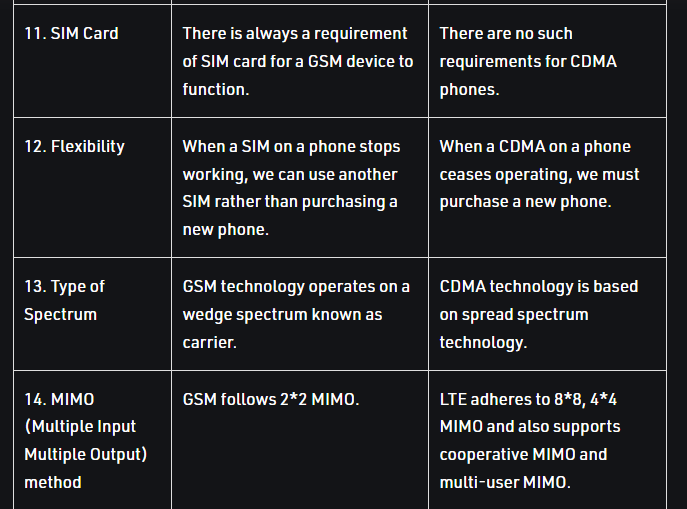 11. SIM Card
There is always a requirement
of SIM card for a GSM device to
function.
There are no such
requirements for CDMA
phones.
12. Flexibility
When a SIM on a phone stops
working, we can use another
SIM rather than purchasing a
new phone.
When a CDMA on a phone
ceases operating, we must
purchase a new phone.
13. Type of
Spectrum
GSM technology operates on a
wedge spectrum known as
carrier.
CDMA technology is based
on spread spectrum
technology.
14. MIMO
(Multiple Input
Multiple Output)
method
GSM follows 2*2 MIMO.
LTE adheres to 8*8, 4*4
MIMO and also supports
cooperative MIMO and
multi-user MIMO.